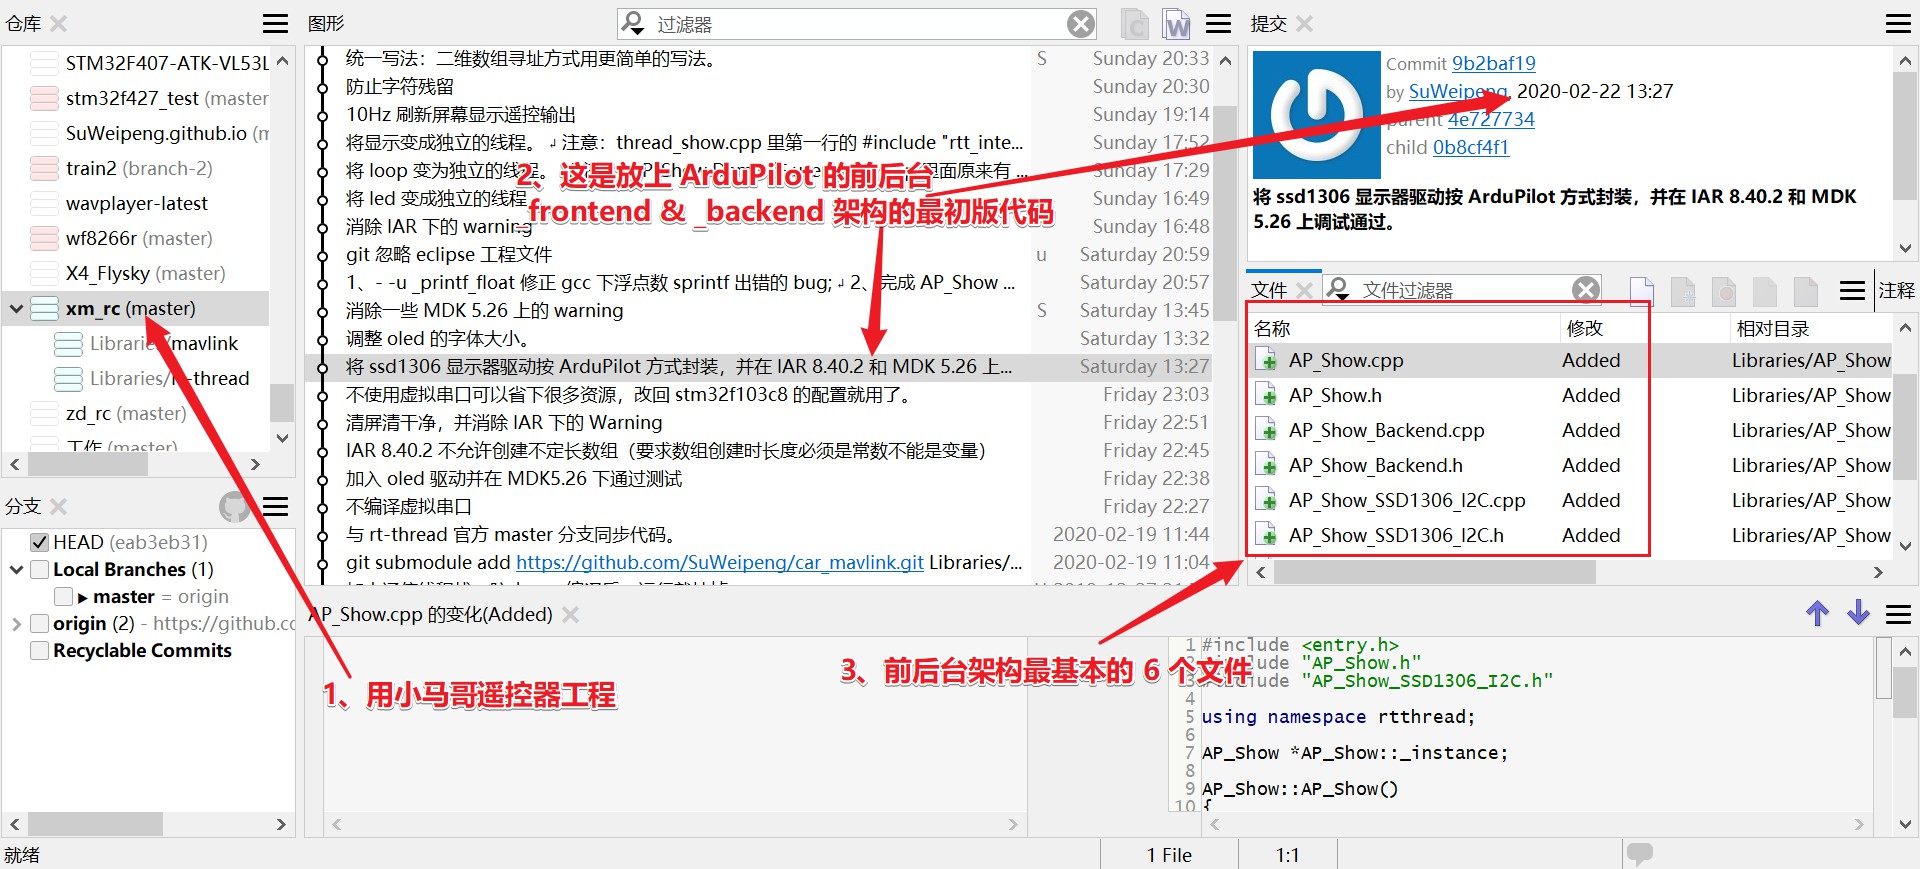 仓库
STM32F407-ATK-VL53L
stm32f427_test (master
SuWeipeng.github.io (m
train2 (branch-2)
wavplayer-latest
wf8266r (master)
X4_Flysky (master)
xm_rc (master)
Libraries/mavlink
Libraries/rt-thread
zd_rc (master)
工作 (master)
分支
HEAD (eab3eb31)
Local Branches (1)
master = origin
origin (2) - https://github.co
Recyclable Commits
就绪
图形
过滤器
统一写法：二维数组寻址方式用更简单的写法。 S Sunday 20:33
防止字符残留 Sunday 20:30
10Hz 刷新屏幕显示遥控输出 Sunday 19:14
将显示变成独立的线程。↲注意：thread_show.cpp 里第一行的 #include "rtt_inte... Sunday 17:52
将 loop 变为独立的线程。 里面原来有 ... Sunday 17:29
将 led 变成独立的线程 Sunday 16:49
消除 IAR 下的 warning Sunday 16:48
git 忽略 eclipse 工程文件 u Saturday 20:59
1、- -u _printf_float 修正 gcc 下浮点数 sprintf 出错的 bug;↲2、完成 AP_Show ... Saturday 20:57
消除一些 MDK 5.26 上的 warning S Saturday 13:45
调整 oled 的字体大小。 Saturday 13:32
将 ssd1306 显示器驱动按 ArduPilot 方式封装，并在 IAR 8.40.2 和 MDK 5.26 上... Saturday 13:27
不使用虚拟串口可以省下很多资源，改回 stm32f103c8 的配置就用了。 Friday 23:03
清屏清干净，并消除 IAR 下的 Warning Friday 22:51
IAR 8.40.2 不允许创建不定长数组（要求数组创建时长度必须是常数不能是变量） Friday 22:45
加入 oled 驱动并在 MDK5.26 下通过测试 Friday 22:38
不编译虚拟串口 Friday 22:27
与 rt-thread 官方 master 分支同步代码。 2020-02-19 11:44
git submodule add https://github.com/SuWeipeng/car_mavlink.git Libraries/... 2020-02-19 11:04
1、用小马哥遥控器工程
2、这是放上 ArduPilot 的前后台
_frontend & _backend 架构的最初版代码
3、前后台架构最基本的 6 个文件
提交
Commit 9b2baf19
by SuWeipeng, 2020-02-22 13:27
parent 4e727734
child 0b8cf4f1
将 ssd1306 显示器驱动按 ArduPilot 方式封装，并在 IAR 8.40.2 和 MDK
5.26 上调试通过。
文件
文件过滤器
注释
名称 修改 相对目录
AP_Show.cpp Added Libraries/AP_Show
AP_Show.h Added Libraries/AP_Show
AP_Show_Backend.cpp Added Libraries/AP_Show
AP_Show_Backend.h Added Libraries/AP_Show
AP_Show_SSD1306_I2C.cpp Added Libraries/AP_Show
AP_Show_SSD1306_I2C.h Added Libraries/AP_Show
AP_Show.cpp 的变化(Added)
1 #include <entry.h>
include "AP_Show.h"
3 "AP_Show_SSD1306_I2C.h"
4
5 using namespace rtthread;
6
7 AP_Show *AP_Show::_instance;
8
9 AP_Show::AP_Show()
10 {
1 File
1:1